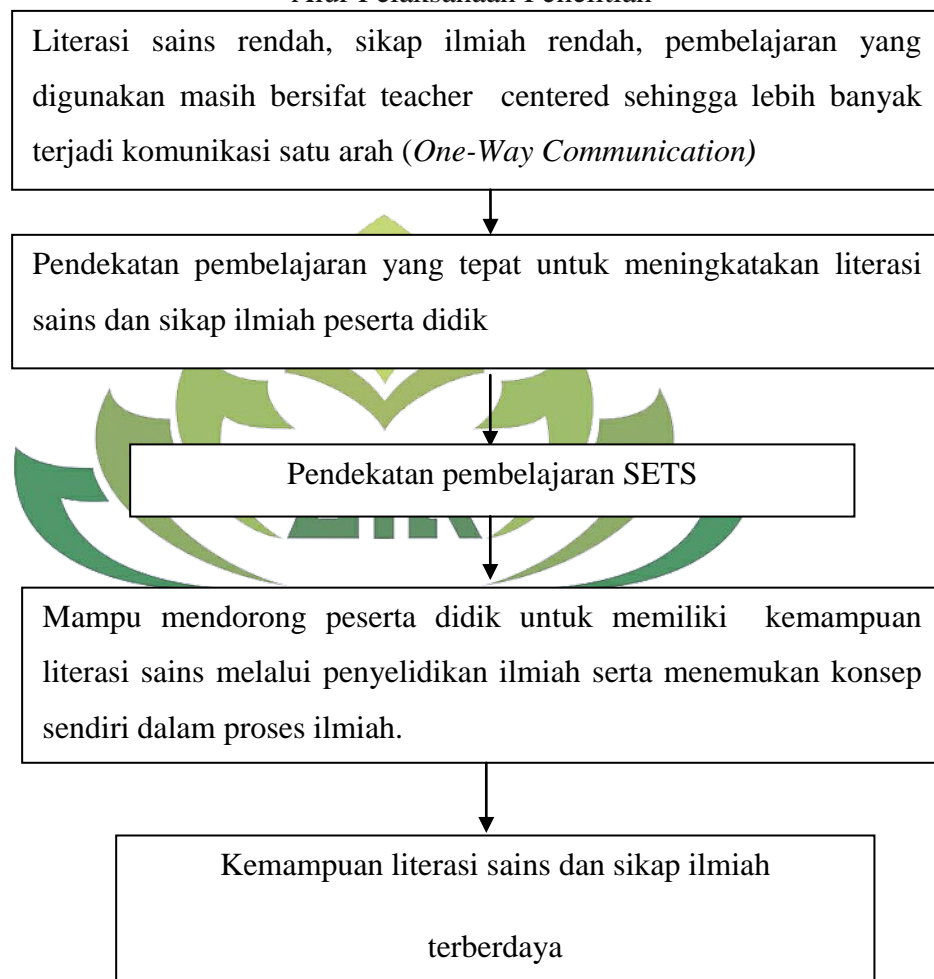 Alur Pelaksanaan Penelitian
Literasi sains rendah, sikap ilmiah rendah, pembelajaran yang
digunakan masih bersifat teacher centered sehingga lebih banyak
terjadi komunikasi satu arah (One-Way Communication)
Pendekatan pembelajaran yang tepat untuk meningkatakan literasi
sains dan sikap ilmiah peserta didik
Pendekatan pembelajaran SETS
Mampu mendorong peserta didik untuk memiliki kemampuan
literasi sains melalui penyelidikan ilmiah serta menemukan konsep
sendiri dalam proses ilmiah.
Kemampuan literasi sains dan sikap ilmiah
terberdaya